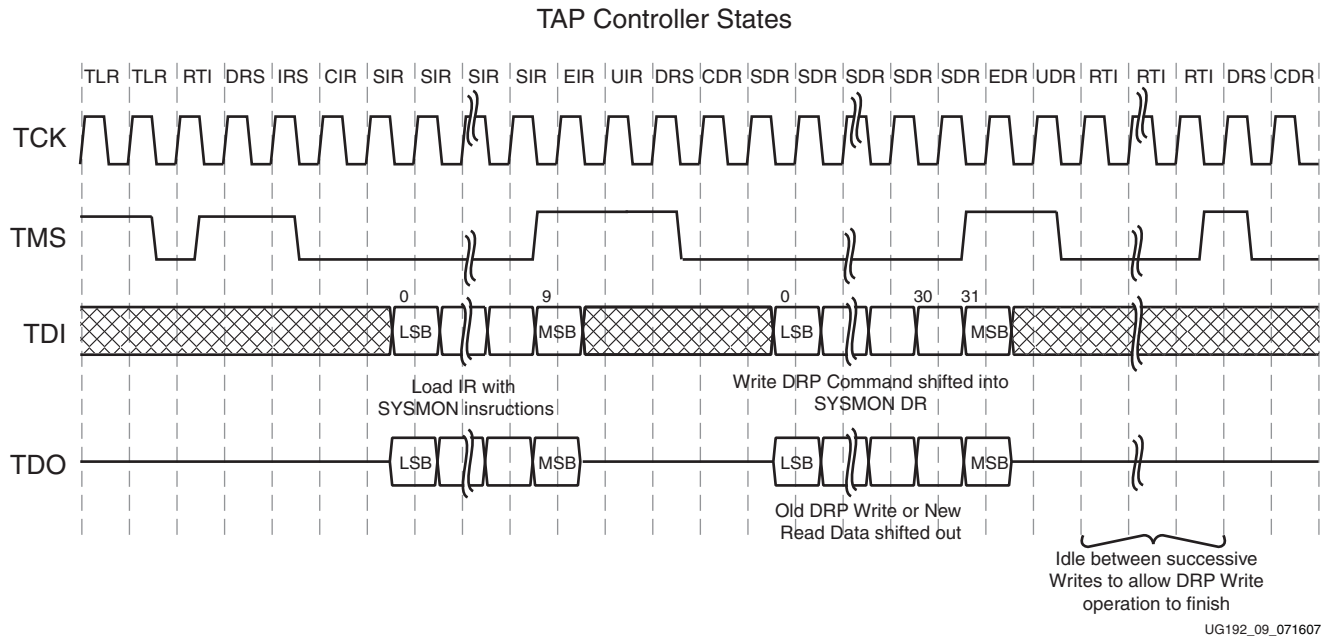 TAP Controller States
TLR TLR RTI DRS IRS CIR SIR SIR SIR SIR EIR UIR DRS CDR SDR SDR SDR SDR SDR EDR UDR RTI RTI RTI DRS CDR
TCK
TMS
0 9 0 30 31
TDI LSB MSB LSB MSB
Load IR with
SYSMON insructions
Write DRP Command shifted into
SYSMON DR
TDO LSB MSB LSB MSB
Old DRP Write or New
Read Data shifted out
Idle between successive
Writes to allow DRP Write
operation to finish
UG192_09_071607